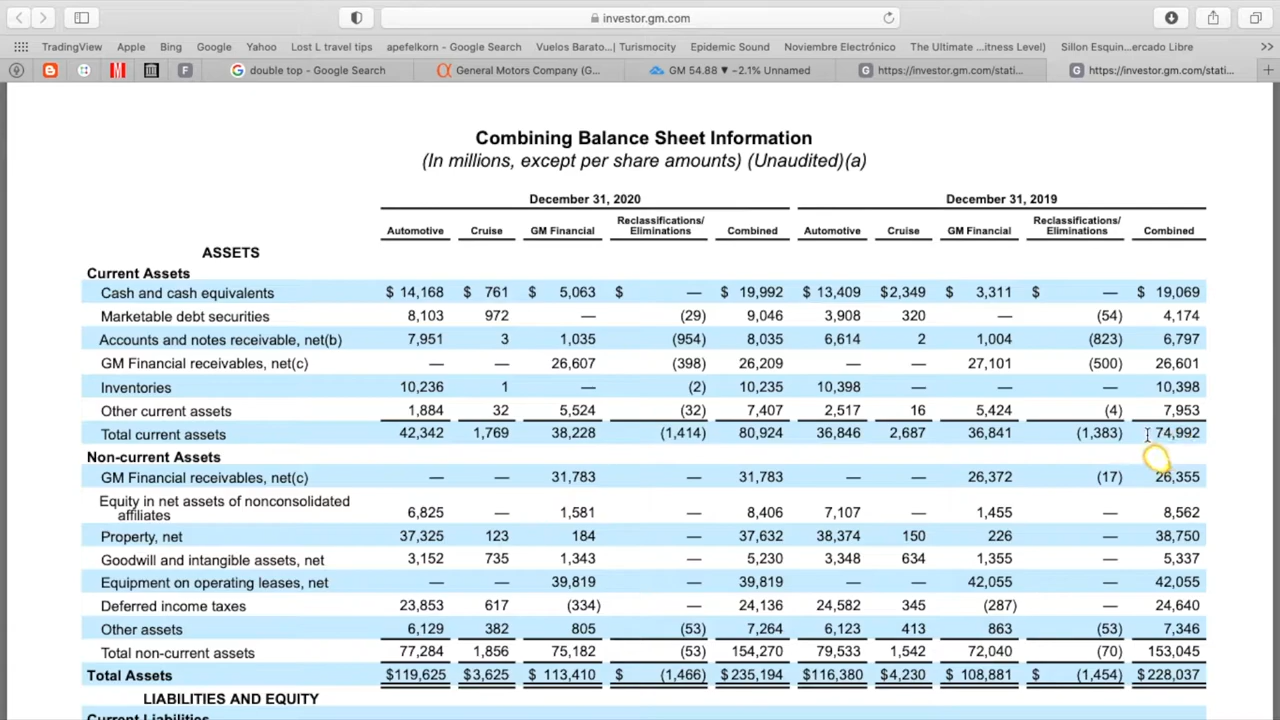 investor.gm.com
TradingView Apple Bing Google Yahoo Lost L travel tips apefelkorn - Google Search Vuelos Barato...| Turismocity Epidemic Sound Noviembre Electrónico The Ultimate ...itness Level) Sillon Esquin...ercado Libre >>
double top - Google Search General Motors Company (G... GM 54.88 ▼ −2.1% Unnamed https://investor.gm.com/stati... https://investor.gm.com/stati... +
Combining Balance Sheet Information
(In millions, except per share amounts) (Unaudited)(a)
December 31, 2020 December 31, 2019
Reclassifications/ Reclassifications/
Automotive Cruise GM Financial Eliminations Combined Automotive Cruise GM Financial Eliminations Combined
ASSETS
Current Assets
Cash and cash equivalents $ 14,168 $ 761 $ 5,063 $ — $ 19,992 $ 13,409 $2,349 $ 3,311 $ — $ 19,069
Marketable debt securities 8,103 972 — (29) 9,046 3,908 320 — (54) 4,174
Accounts and notes receivable, net(b) 7,951 3 1,035 (954) 8,035 6,614 2 1,004 (823) 6,797
GM Financial receivables, net(c) — — 26,607 (398) 26,209 — — 27,101 (500) 26,601
Inventories 10,236 1 — (2) 10,235 10,398 — — — 10,398
Other current assets 1,884 32 5,524 (32) 7,407 2,517 16 5,424 (4) 7,953
Total current assets 42,342 1,769 38,228 (1,414) 80,924 36,846 2,687 36,841 (1,383) 74,992
Non-current Assets
GM Financial receivables, net(c) — — 31,783 — 31,783 — — 26,372 (17) 26,355
Equity in net assets of nonconsolidated
affiliates 6,825 — 1,581 — 8,406 7,107 — 1,455 — 8,562
Property, net 37,325 123 184 — 37,632 38,374 150 226 — 38,750
Goodwill and intangible assets, net 3,152 735 1,343 — 5,230 3,348 634 1,355 — 5,337
Equipment on operating leases, net — — 39,819 — 39,819 — — 42,055 — 42,055
Deferred income taxes 23,853 617 (334) — 24,136 24,582 345 (287) — 24,640
Other assets 6,129 382 805 (53) 7,264 6,123 413 863 (53) 7,346
Total non-current assets 77,284 1,856 75,182 (53) 154,270 79,533 1,542 72,040 (70) 153,045
Total Assets $119,625 $3,625 $ 113,410 $ (1,466) $235,194 $116,380 $4,230 $ 108,881 $ (1,454) $228,037
LIABILITIES AND EQUITY
Current Liabilities